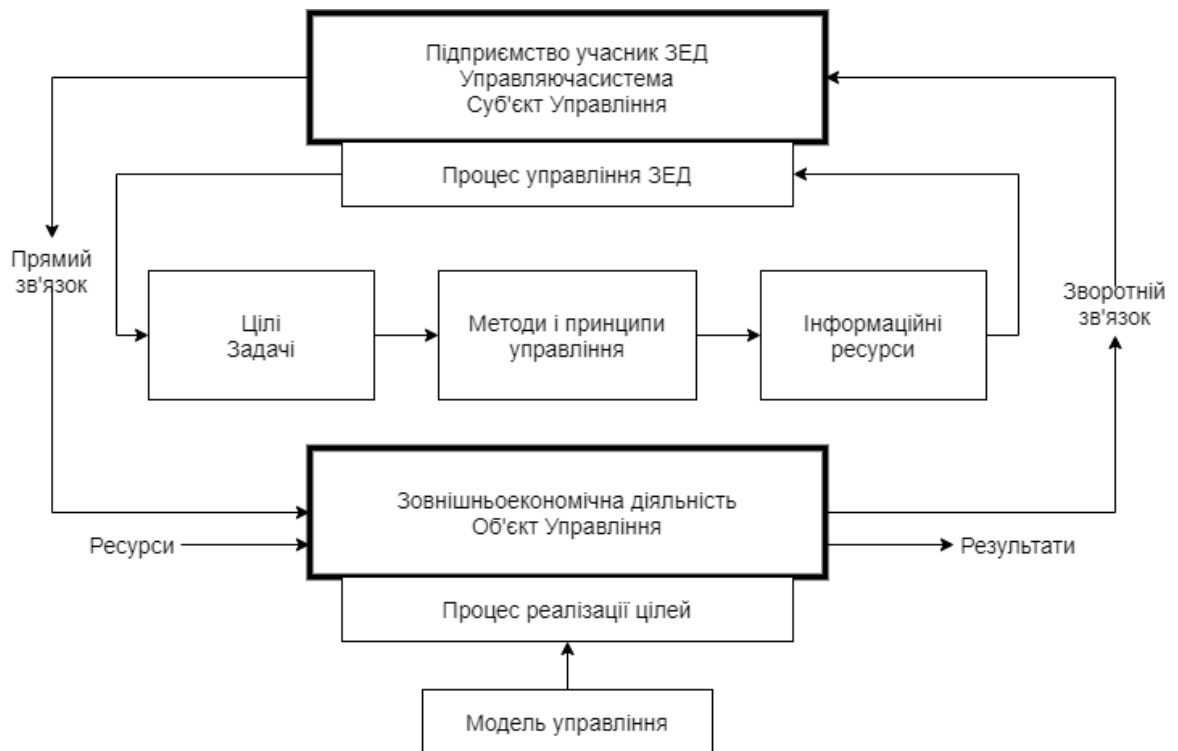 Підприємство учасник ЗЕД
Управляючасистема
Суб'єкт Управління
Процес управління ЗЕД
Прямий
зв'язок
Зворотній
зв'язок
Цілі
Задачі
Методи і принципи
управління
Інформаційні
ресурси
Зовнішньоекономічна діяльність
Об'єкт Управління
Ресурси
Результати
Процес реалізації цілей
Модель управління